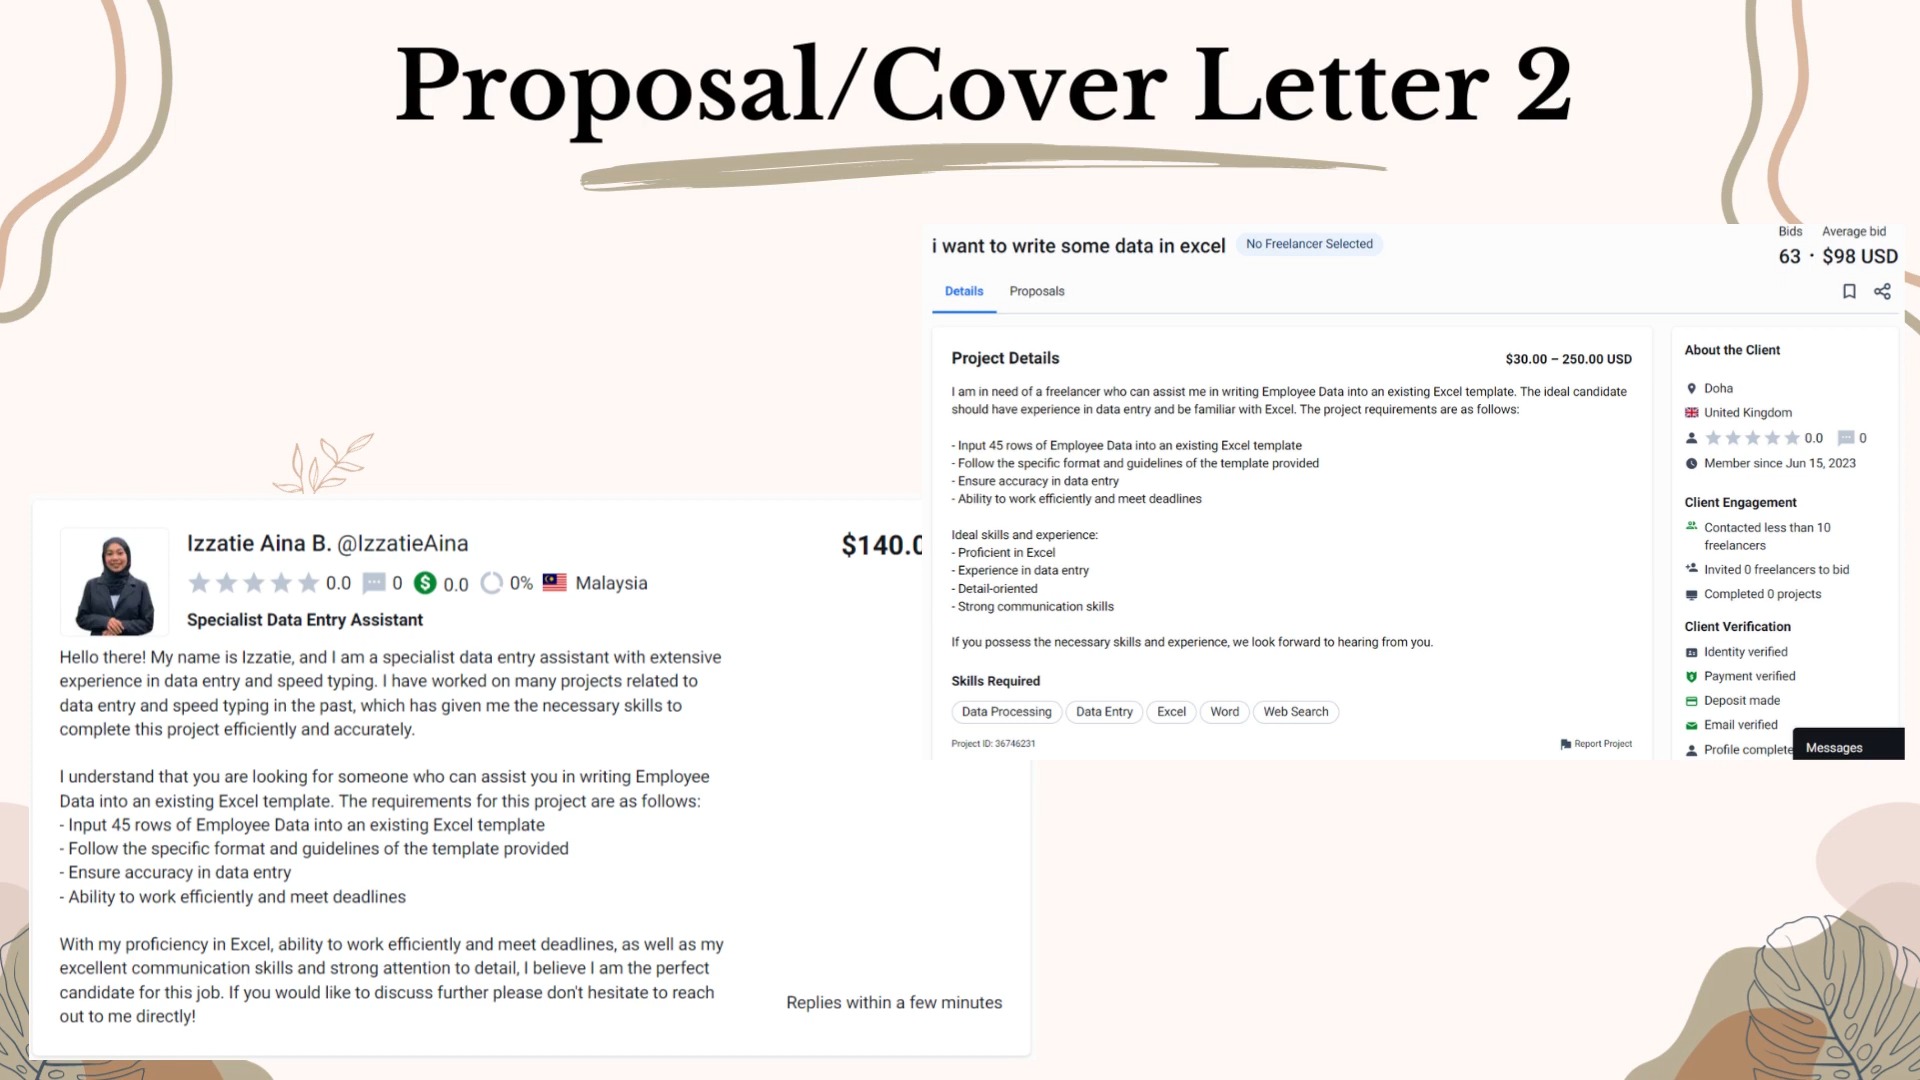 Proposal/Cover Letter 2
i want to write some data in excel
No Freelancer Selected
Bids
Average bid
63 · $98 USD
Details
Proposals
Project Details
$30.00 – 250.00 USD
I am in need of a freelancer who can assist me in writing Employee Data into an existing Excel template. The ideal candidate
should have experience in data entry and be familiar with Excel. The project requirements are as follows:
- Input 45 rows of Employee Data into an existing Excel template
- Follow the specific format and guidelines of the template provided
- Ensure accuracy in data entry
- Ability to work efficiently and meet deadlines
Ideal skills and experience:
- Proficient in Excel
- Experience in data entry
- Detail-oriented
- Strong communication skills
If you possess the necessary skills and experience, we look forward to hearing from you.
Skills Required
Data Processing
Data Entry
Excel
Word
Web Search
Project ID: 36746231
Report Project
About the Client
Doha
United Kingdom
0.0
0
Member since Jun 15, 2023
Client Engagement
Contacted less than 10
freelancers
Invited 0 freelancers to bid
Completed 0 projects
Client Verification
Identity verified
Payment verified
Deposit made
Email verified
Profile complete
Messages
Izzatie Aina B. @IzzatieAina
$140.0
0.0
0
0.0
0%
Malaysia
Specialist Data Entry Assistant
Hello there! My name is Izzatie, and I am a specialist data entry assistant with extensive
experience in data entry and speed typing. I have worked on many projects related to
data entry and speed typing in the past, which has given me the necessary skills to
complete this project efficiently and accurately.
I understand that you are looking for someone who can assist you in writing Employee
Data into an existing Excel template. The requirements for this project are as follows:
- Input 45 rows of Employee Data into an existing Excel template
- Follow the specific format and guidelines of the template provided
- Ensure accuracy in data entry
- Ability to work efficiently and meet deadlines
With my proficiency in Excel, ability to work efficiently and meet deadlines, as well as my
excellent communication skills and strong attention to detail, I believe I am the perfect
candidate for this job. If you would like to discuss further please don't hesitate to reach
out to me directly!
Replies within a few minutes